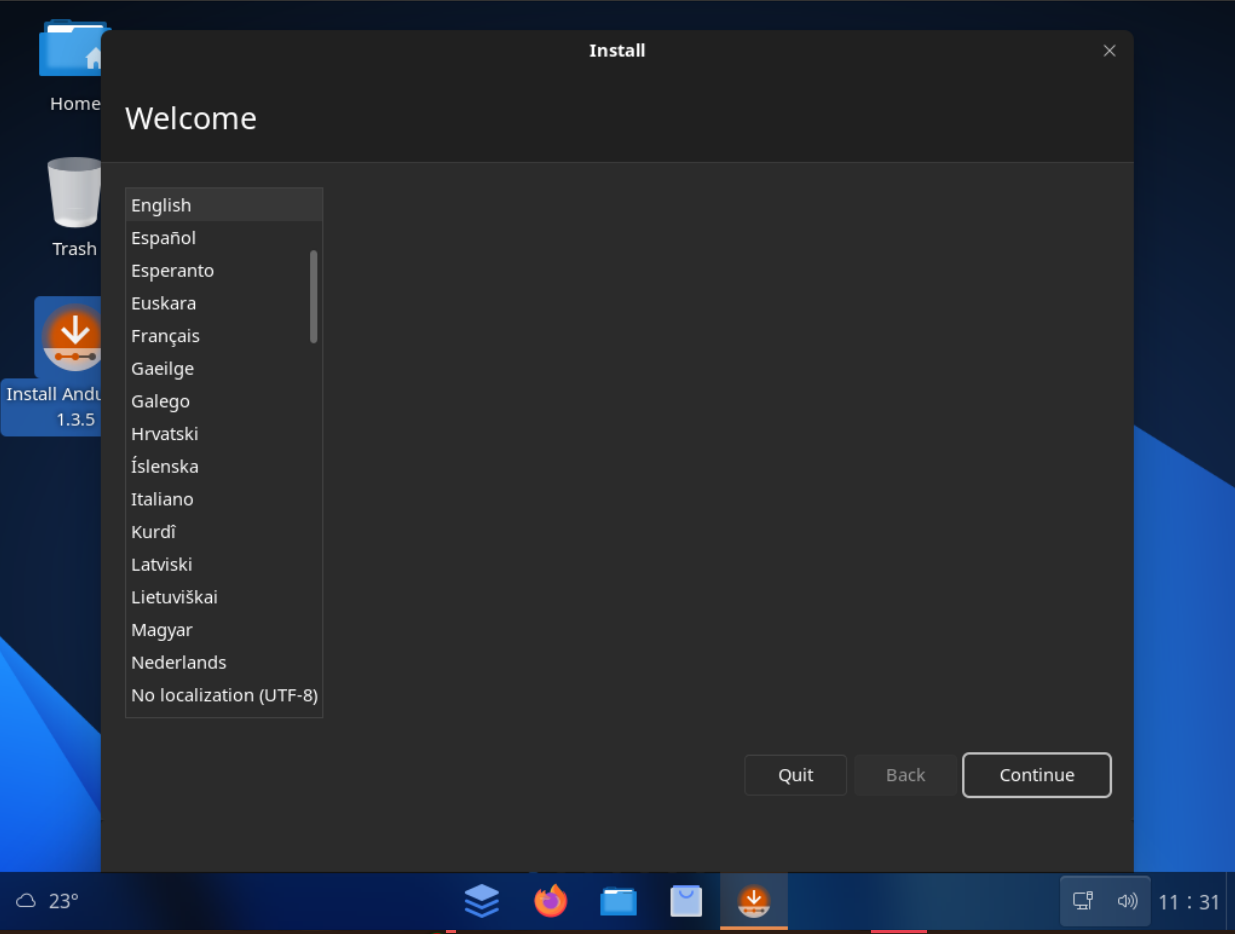 Install
Home
Welcome
Trash
English
Español
Esperanto
Euskara
Français
Gaeilge
Galego
Hrvatski
Íslenska
Italiano
Kurdî
Latviski
Lietuviškai
Magyar
Nederlands
No localization (UTF-8)
Install Andu
1.3.5
Quit
Back
Continue
23°
11 : 31